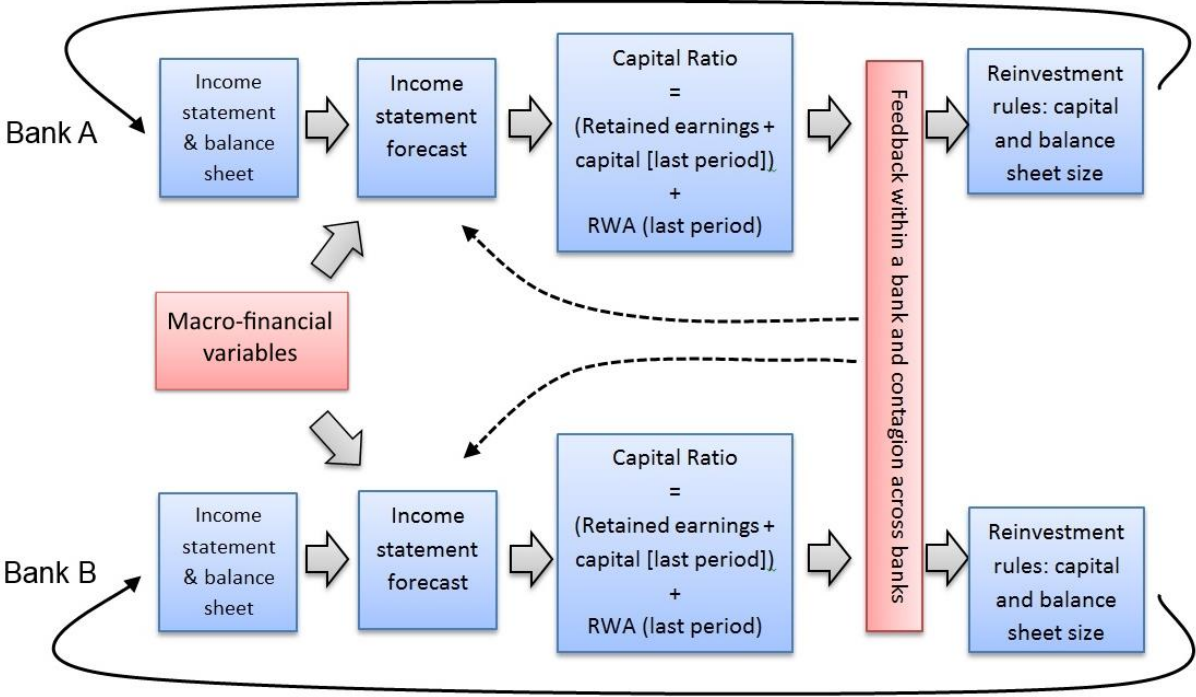 Bank A
Income
statement
& balance
sheet
Income
statement
forecast
Capital Ratio
=
(Retained earnings +
capital [last period])
+
RWA (last period)
Feedback within a bank and contagion across banks
Reinvestment
rules: capital
and balance
sheet size
Macro-financial
variables
Bank B
Income
statement
& balance
sheet
Income
statement
forecast
Capital Ratio
=
(Retained earnings +
capital [last period])
+
RWA (last period)
Reinvestment
rules: capital
and balance
sheet size